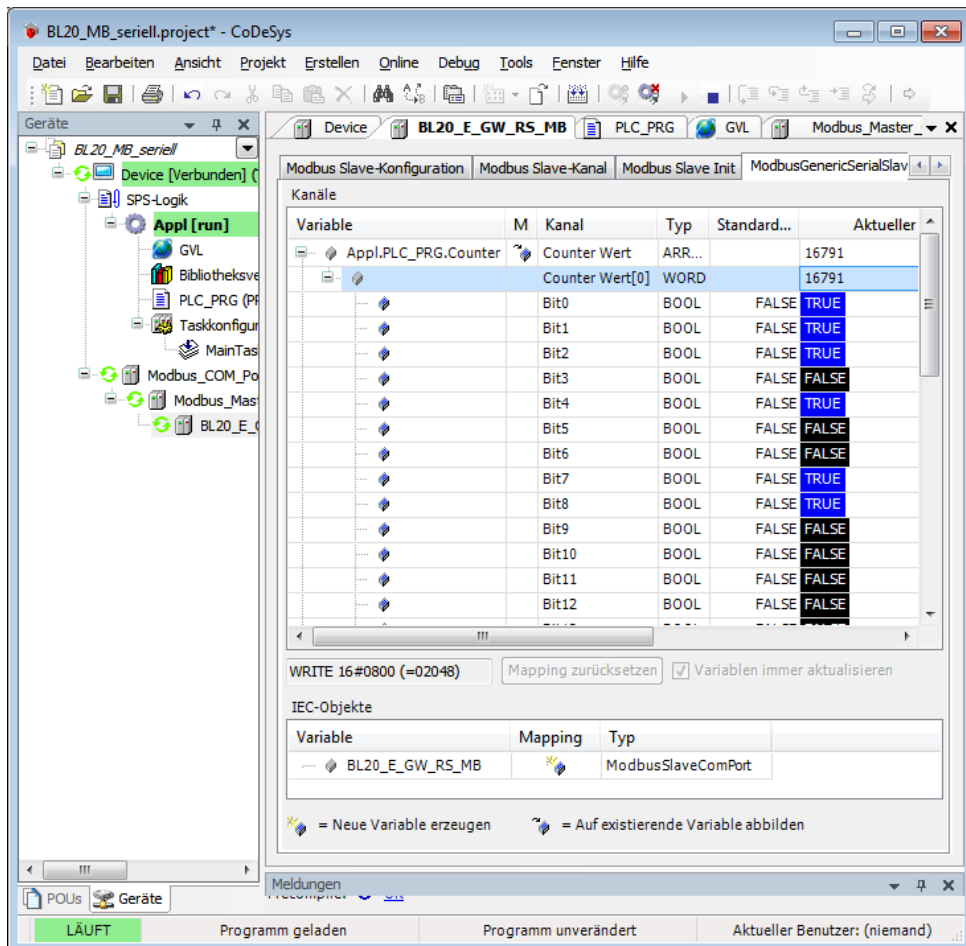 BL20_MB_seriell.project* - CoDeSys
Datei Bearbeiten Ansicht Projekt Erstellen Online Debug Tools Fenster Hilfe
Geräte
BL20_MB_seriell
Device [Verbunden] (
SPS-Logik
Appl [run]
GVL
Bibliotheksve
PLC_PRG (PF
Taskkonfigur
MainTas
Modbus_COM_Po
Modbus_Mas
BL20_E_
POUs Geräte
Device BL20_E_GW_RS_MB PLC_PRG GVL Modbus_Master_
Modbus Slave-Konfiguration Modbus Slave-Kanal Modbus Slave Init ModbusGenericSerialSlav
Kanäle
Variable M Kanal Typ Standard... Aktueller
Appl.PLC_PRG.Counter Counter Wert ARR... 16791
Counter Wert[0] WORD 16791
Bit0 BOOL FALSE TRUE
Bit1 BOOL FALSE TRUE
Bit2 BOOL FALSE TRUE
Bit3 BOOL FALSE FALSE
Bit4 BOOL FALSE TRUE
Bit5 BOOL FALSE FALSE
Bit6 BOOL FALSE FALSE
Bit7 BOOL FALSE TRUE
Bit8 BOOL FALSE TRUE
Bit9 BOOL FALSE FALSE
Bit10 BOOL FALSE FALSE
Bit11 BOOL FALSE FALSE
Bit12 BOOL FALSE FALSE
WRITE 16#0800 (=02048) Mapping zurücksetzen Variablen immer aktualisieren
IEC-Objekte
Variable Mapping Typ
BL20_E_GW_RS_MB ModbusSlaveComPort
= Neue Variable erzeugen = Auf existierende Variable abbilden
Meldungen
LÄUFT Programm geladen Programm unverändert Aktueller Benutzer: (niemand)